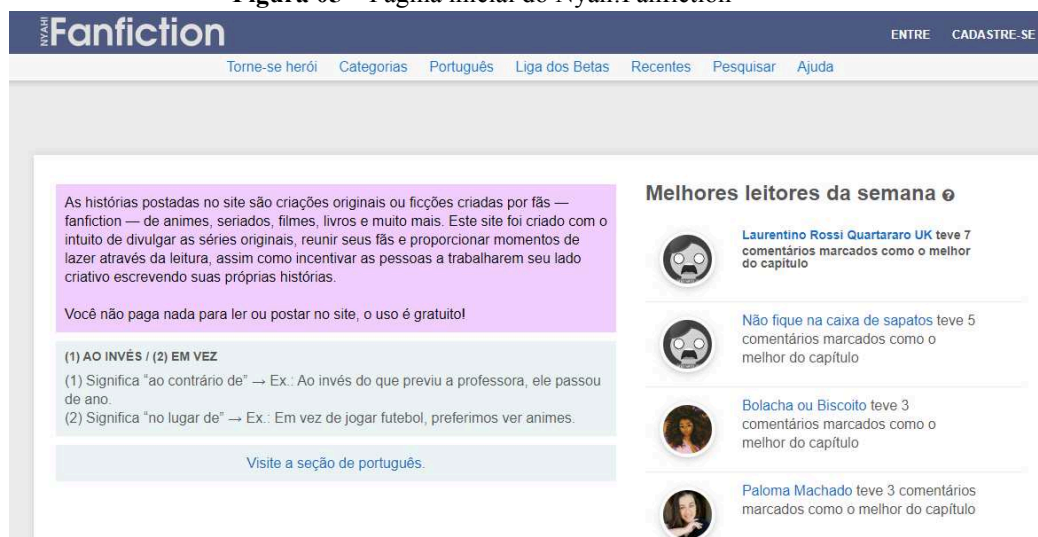 Figura 03 – Página inicial do Nyah!Fanfiction
NYAH! Fanfiction
ENTRE CADASTRE-SE
Torne-se herói Categorias Português Liga dos Betas Recentes Pesquisar Ajuda
As histórias postadas no site são criações originais ou ficções criadas por fãs —
fanfiction — de animes, seriados, filmes, livros e muito mais. Este site foi criado com o
intuito de divulgar as séries originais, reunir seus fãs e proporcionar momentos de
lazer através da leitura, assim como incentivar as pessoas a trabalharem seu lado
criativo escrevendo suas próprias histórias.
Você não paga nada para ler ou postar no site, o uso é gratuito!
(1) AO INVÉS / (2) EM VEZ
(1) Significa “ao contrário de” → Ex.: Ao invés do que previu a professora, ele passou
de ano.
(2) Significa “no lugar de” → Ex.: Em vez de jogar futebol, preferimos ver animes.
Visite a seção de português.
Melhores leitores da semana
Laurentino Rossi Quartararo UK teve 7
comentários marcados como o melhor
do capítulo
Não fique na caixa de sapatos teve 5
comentários marcados como o
melhor do capítulo
Bolacha ou Biscoito teve 3
comentários marcados como o
melhor do capítulo
Paloma Machado teve 3 comentários
marcados como o melhor do capítulo